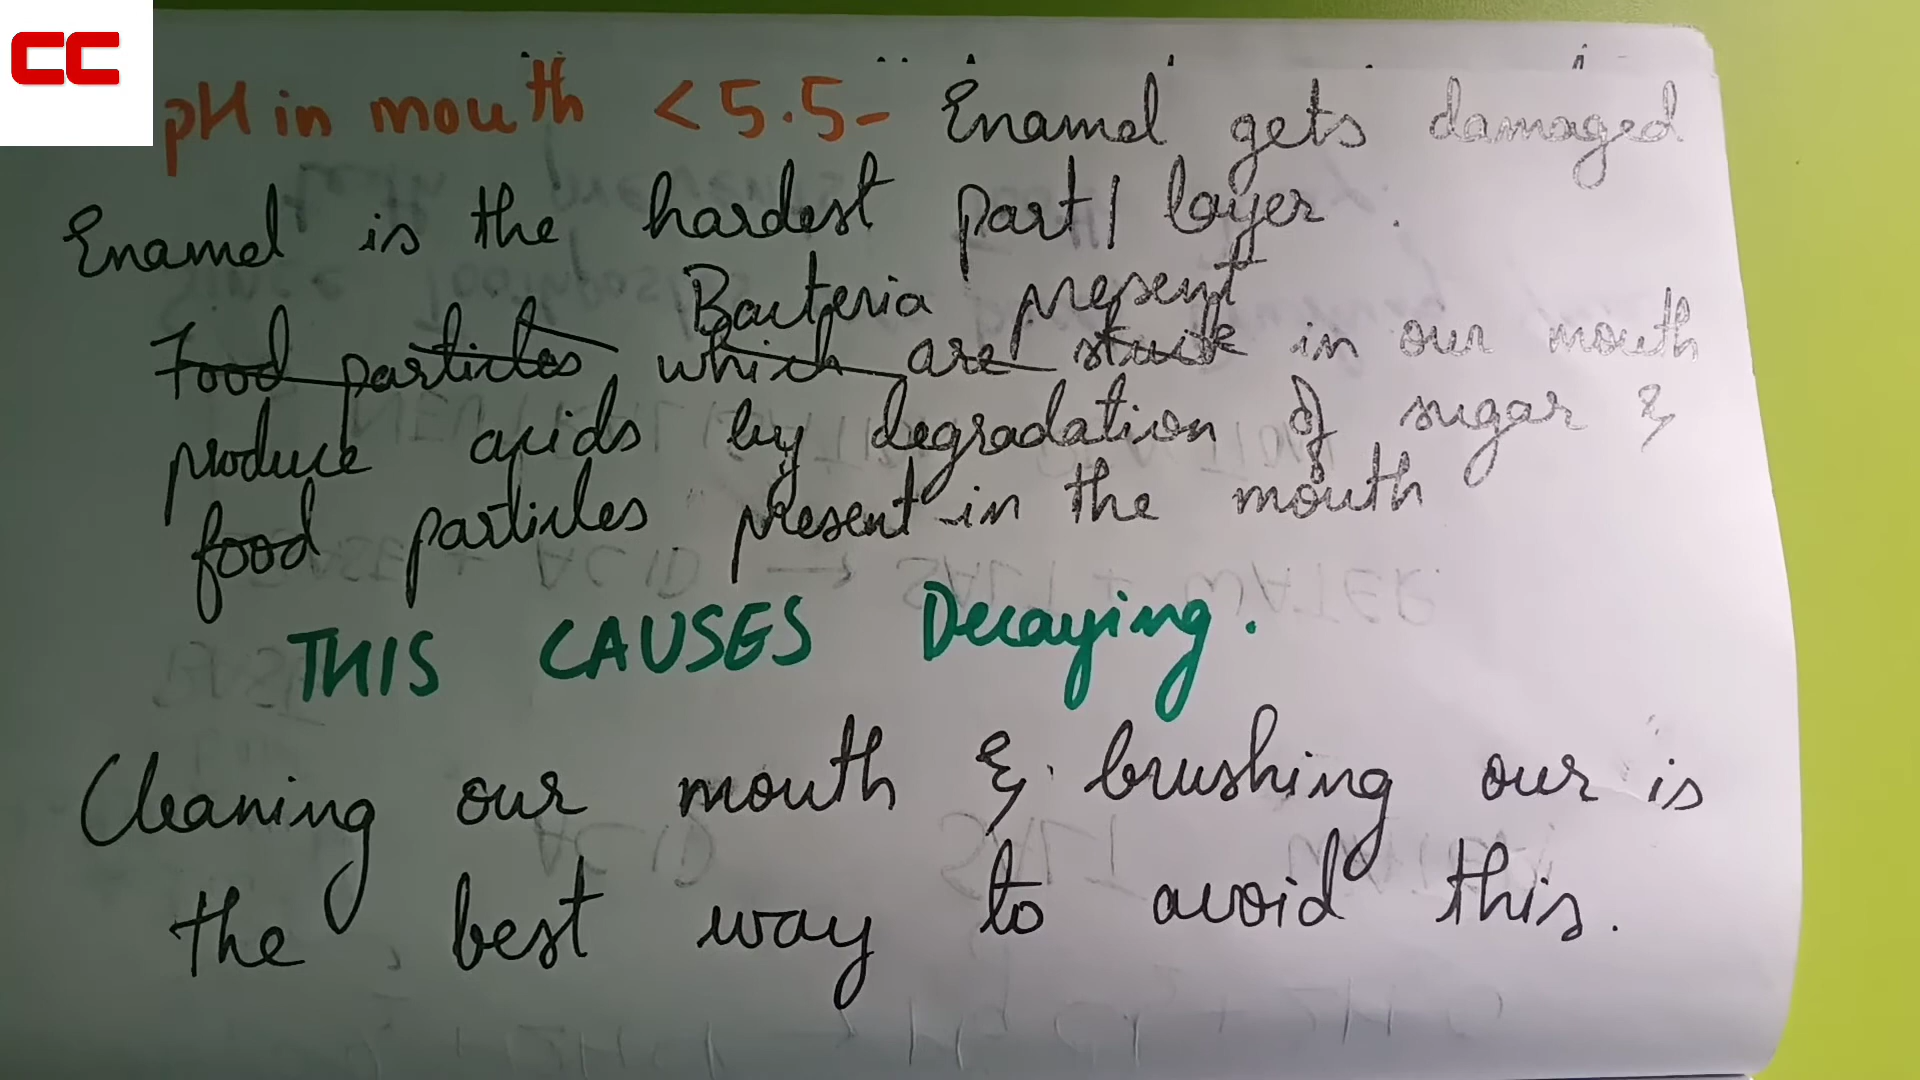 CC
pH in mouth < 5.5 - Enamel gets damaged
Enamel is the hardest part/layer.
Bacteria present
Food particles which are stuck in our mouth
produce acids by degradation of sugar &
food particles present in the mouth
THIS CAUSES Decaying.
Cleaning our mouth & brushing our is
the best way to avoid this.